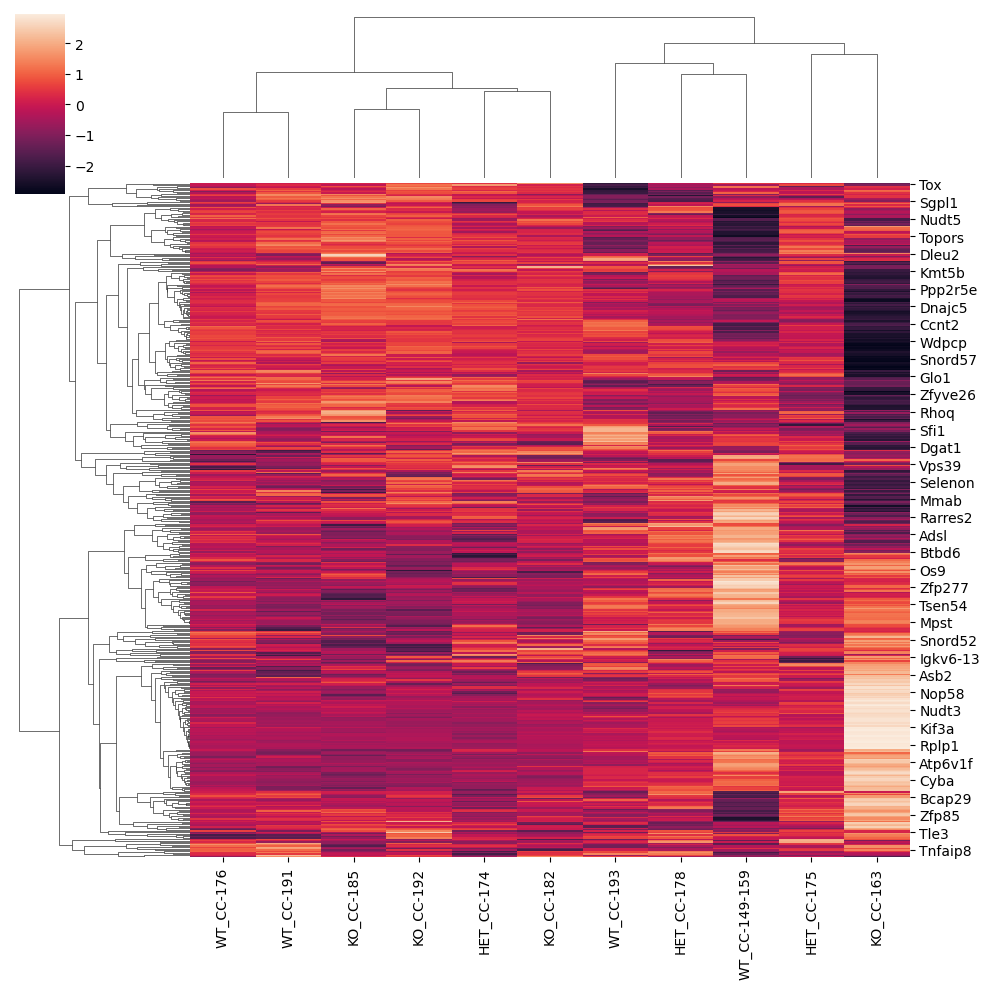 2
1
0
−1
−2
Tox
Sgpl1
Nudt5
Topors
Dleu2
Kmt5b
Ppp2r5e
Dnajc5
Ccnt2
Wdpcp
Snord57
Glo1
Zfyve26
Rhoq
Sfi1
Dgat1
Vps39
Selenon
Mmab
Rarres2
Adsl
Btbd6
Os9
Zfp277
Tsen54
Mpst
Snord52
Igkv6-13
Asb2
Nop58
Nudt3
Kif3a
Rplp1
Atp6v1f
Cyba
Bcap29
Zfp85
Tle3
Tnfaip8
WT_CC-176
WT_CC-191
KO_CC-185
KO_CC-192
HET_CC-174
KO_CC-182
WT_CC-193
HET_CC-178
WT_CC-149-159
HET_CC-175
KO_CC-163